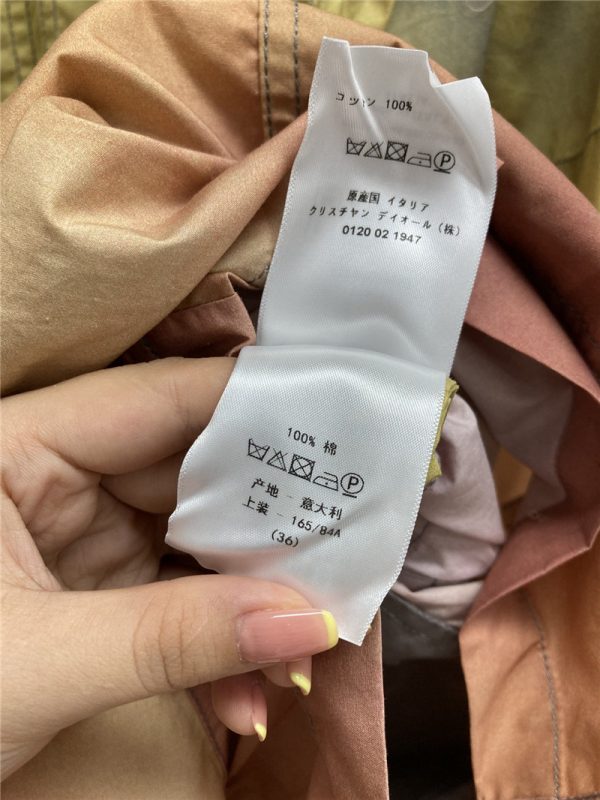 コットン 100%
P
原産国 イタリア
クリスチャン ディオール (株)
0120 02 1947
100% 棉
P
产地 - 意大利
上装 - 165/84A
(36)